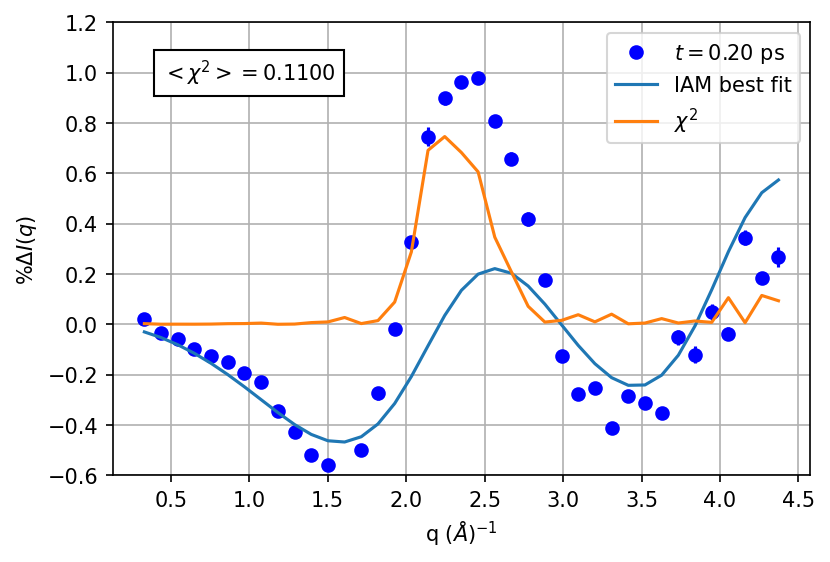 1.2
1.0
0.8
0.6
0.4
0.2
0.0
−0.2
−0.4
−0.6
%ΔI(q)
< χ² > = 0.1100
t = 0.20 ps
IAM best fit
χ²
0.5 1.0 1.5 2.0 2.5 3.0 3.5 4.0 4.5
q (Å)⁻¹